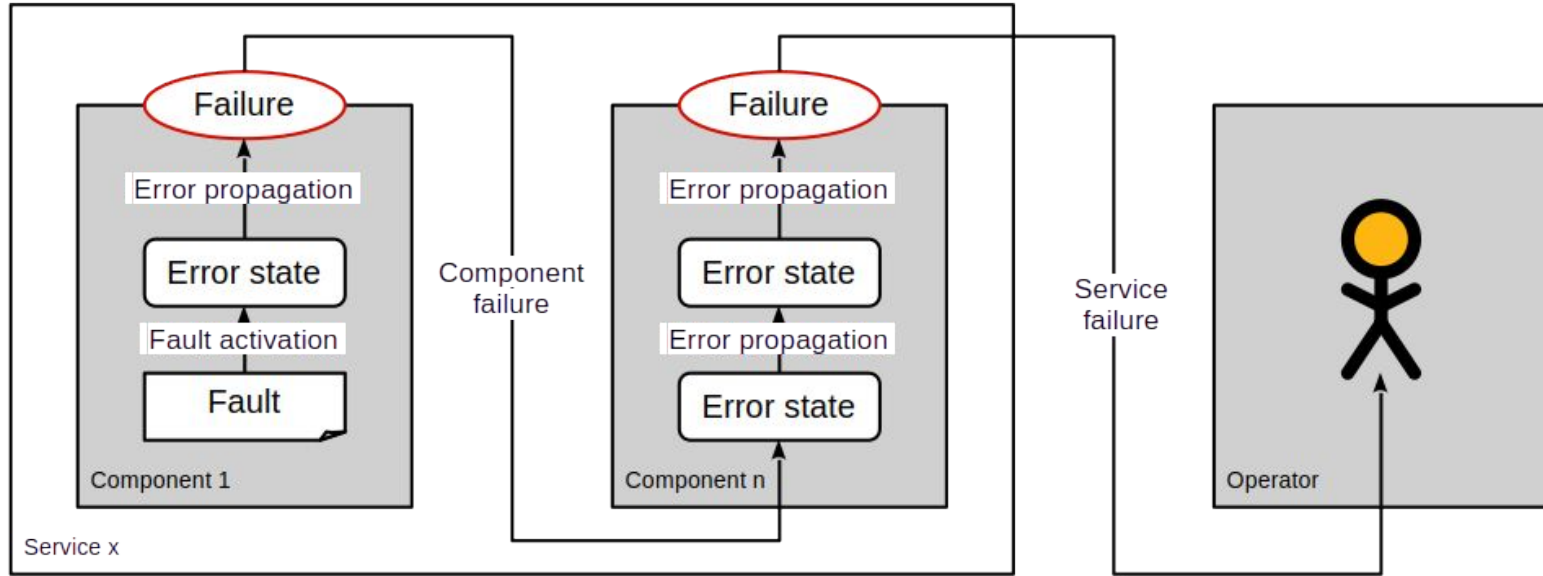 Failure
Error propagation
Error state
Fault activation
Fault
Component 1
Component
failure
Failure
Error propagation
Error state
Error propagation
Error state
Component n
Service x
Service
failure
Operator